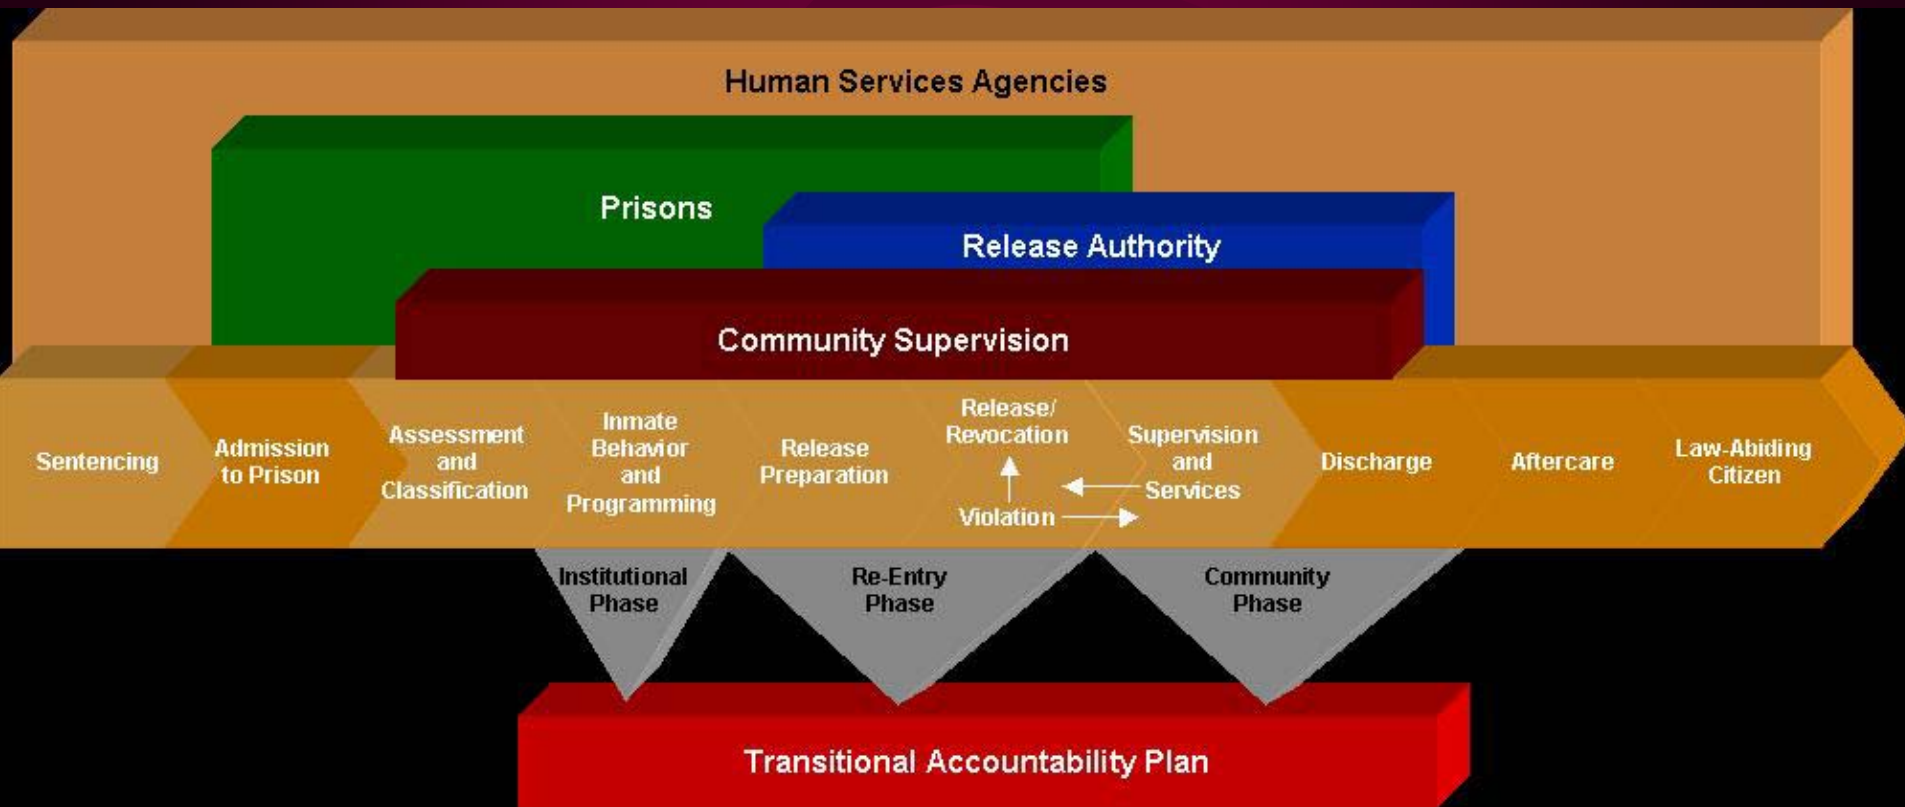 Human Services Agencies
Prisons
Release Authority
Community Supervision
Sentencing
Admission
to Prison
Assessment
and
Classification
Inmate
Behavior
and
Programming
Release
Preparation
Release/
Revocation
Violation
Supervision
and
Services
Discharge
Aftercare
Law-Abiding
Citizen
Institutional
Phase
Re-Entry
Phase
Community
Phase
Transitional Accountability Plan